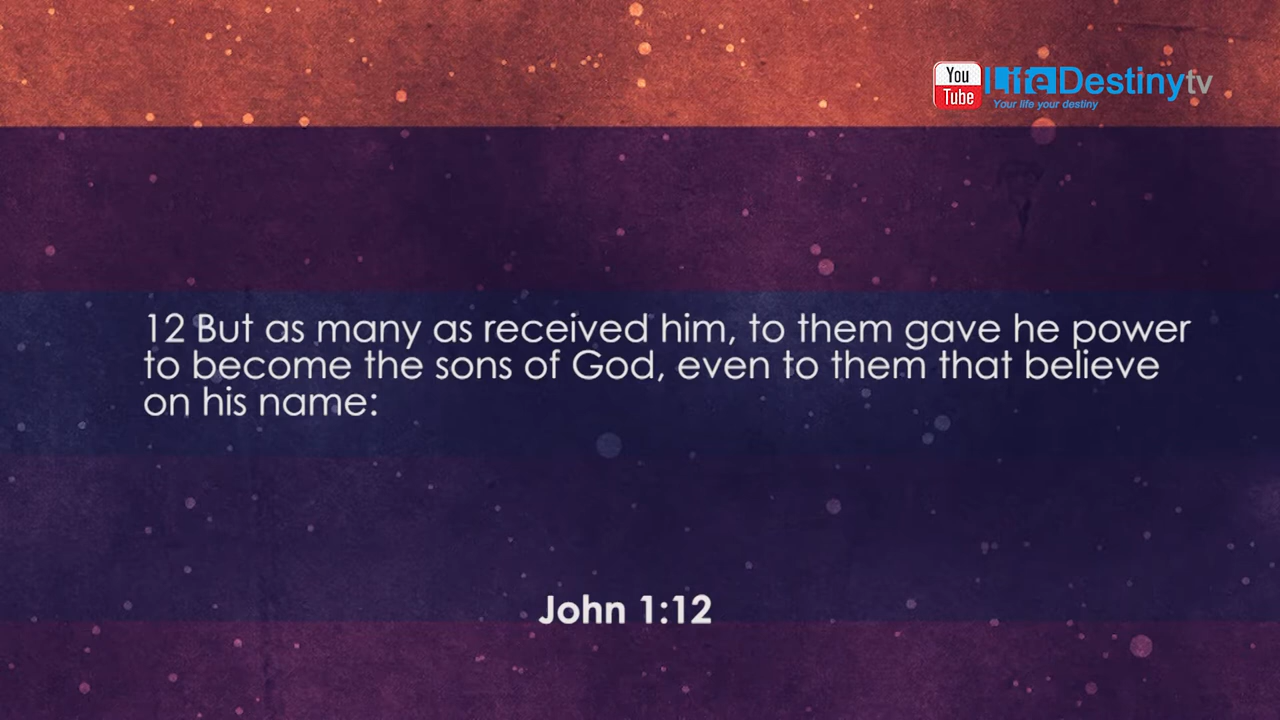 You
Tube
LifeDestinytv
Your life your destiny
12 But as many as received him, to them gave he power
to become the sons of God, even to them that believe
on his name:
John 1:12